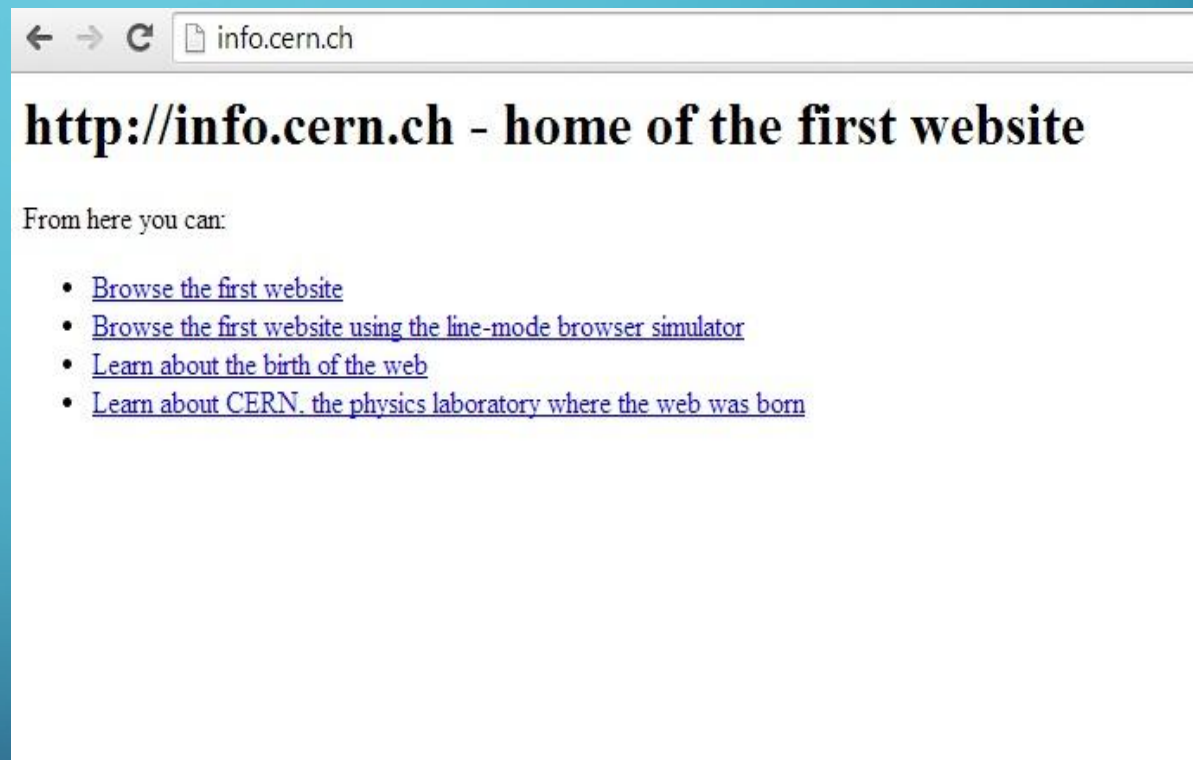 info.cern.ch
http://info.cern.ch - home of the first website
From here you can:
Browse the first website
Browse the first website using the line-mode browser simulator
Learn about the birth of the web
Learn about CERN, the physics laboratory where the web was born